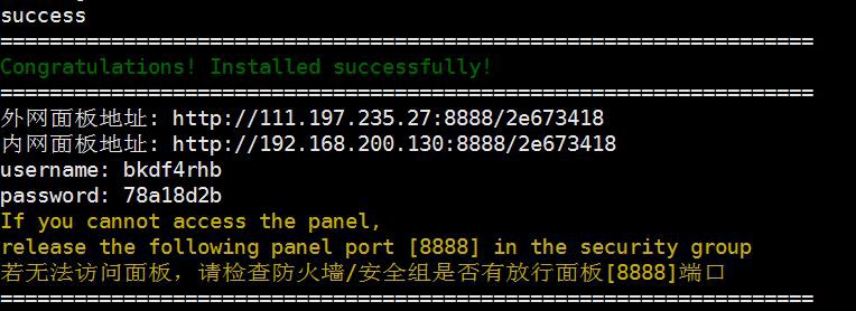 success
==================================================================
Congratulations! Installed successfully!
==================================================================
外网面板地址: http://111.197.235.27:8888/2e673418
内网面板地址: http://192.168.200.130:8888/2e673418
username: bkdf4rhb
password: 78a18d2b
If you cannot access the panel,
release the following panel port [8888] in the security group
若无法访问面板，请检查防火墙/安全组是否有放行面板[8888]端口
==================================================================